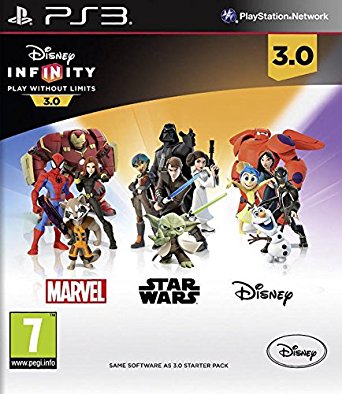 PS3
PlayStation®Network
Disney
INFINITY
PLAY WITHOUT LIMITS
3.0
3.0
MARVEL
STAR
WARS
Disney
7
www.pegi.info
SAME SOFTWARE AS 3.0 STARTER PACK
Disney